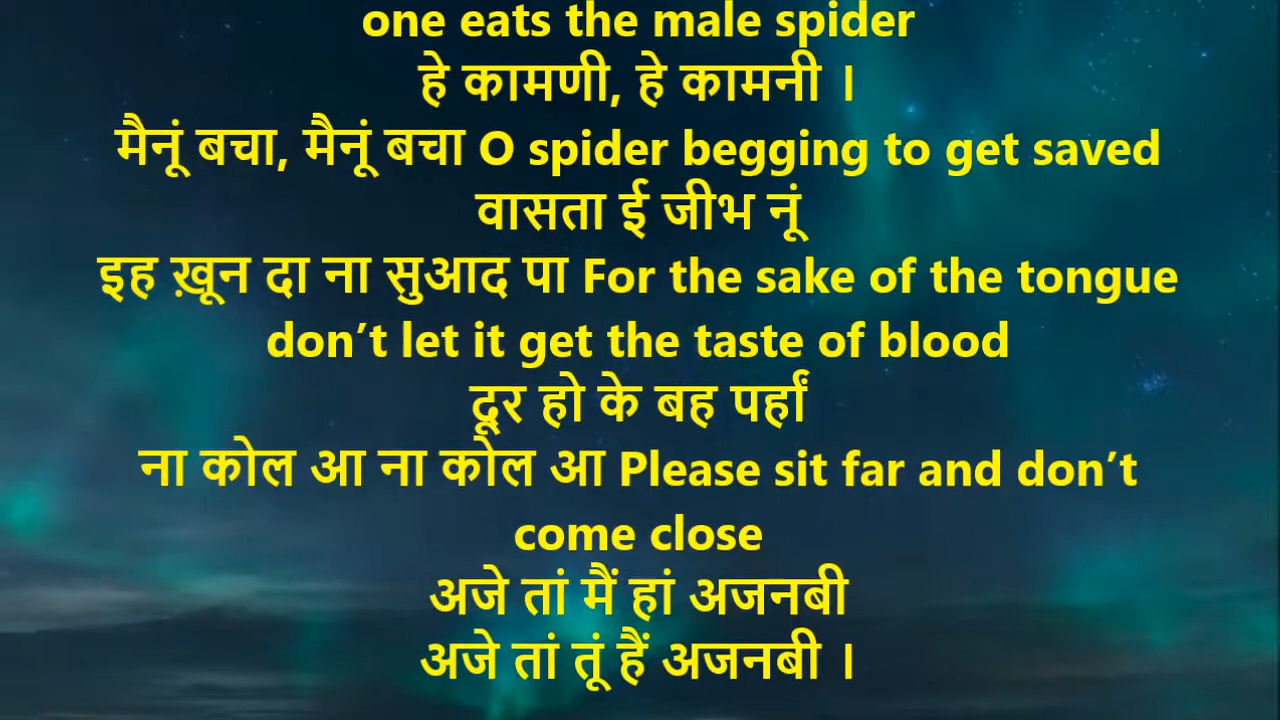 one eats the male spider
हे कामणी, हे कामनी ।
मैनूं बचा, मैनूं बचा O spider begging to get saved
वासता ई जीभ नूं
इह ख़ून दा ना सुआद पा For the sake of the tongue
don’t let it get the taste of blood
दूर हो के बह पर्हां
ना कोल आ ना कोल आ Please sit far and don’t
come close
अजे तां मैं हां अजनबी
अजे तां तूं हैं अजनबी ।